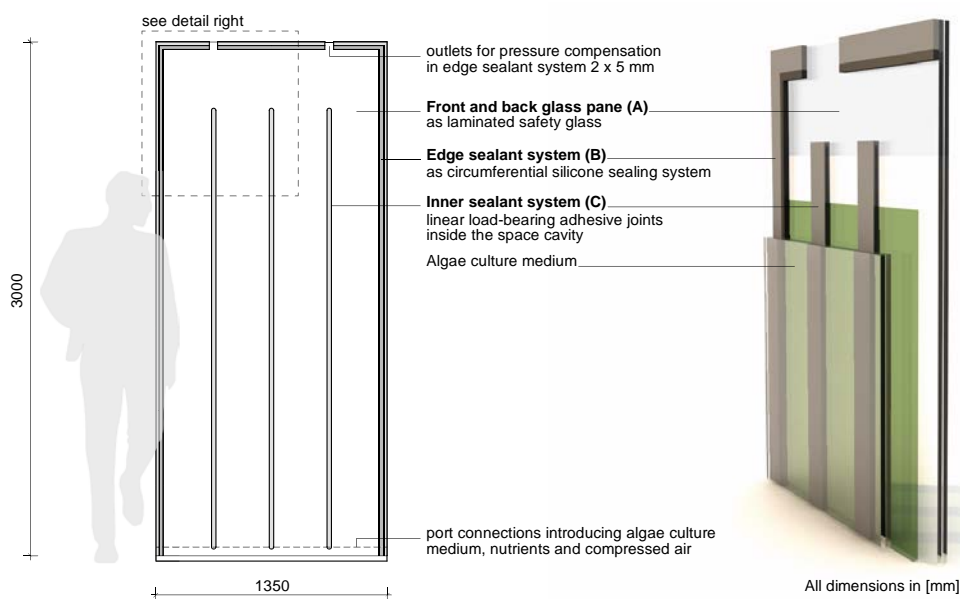 see detail right
outlets for pressure compensation
in edge sealant system 2 x 5 mm
Front and back glass pane (A)
as laminated safety glass
Edge sealant system (B)
as circumferential silicone sealing system
Inner sealant system (C)
linear load-bearing adhesive joints
inside the space cavity
Algae culture medium
3000
port connections introducing algae culture
medium, nutrients and compressed air
1350
All dimensions in [mm]